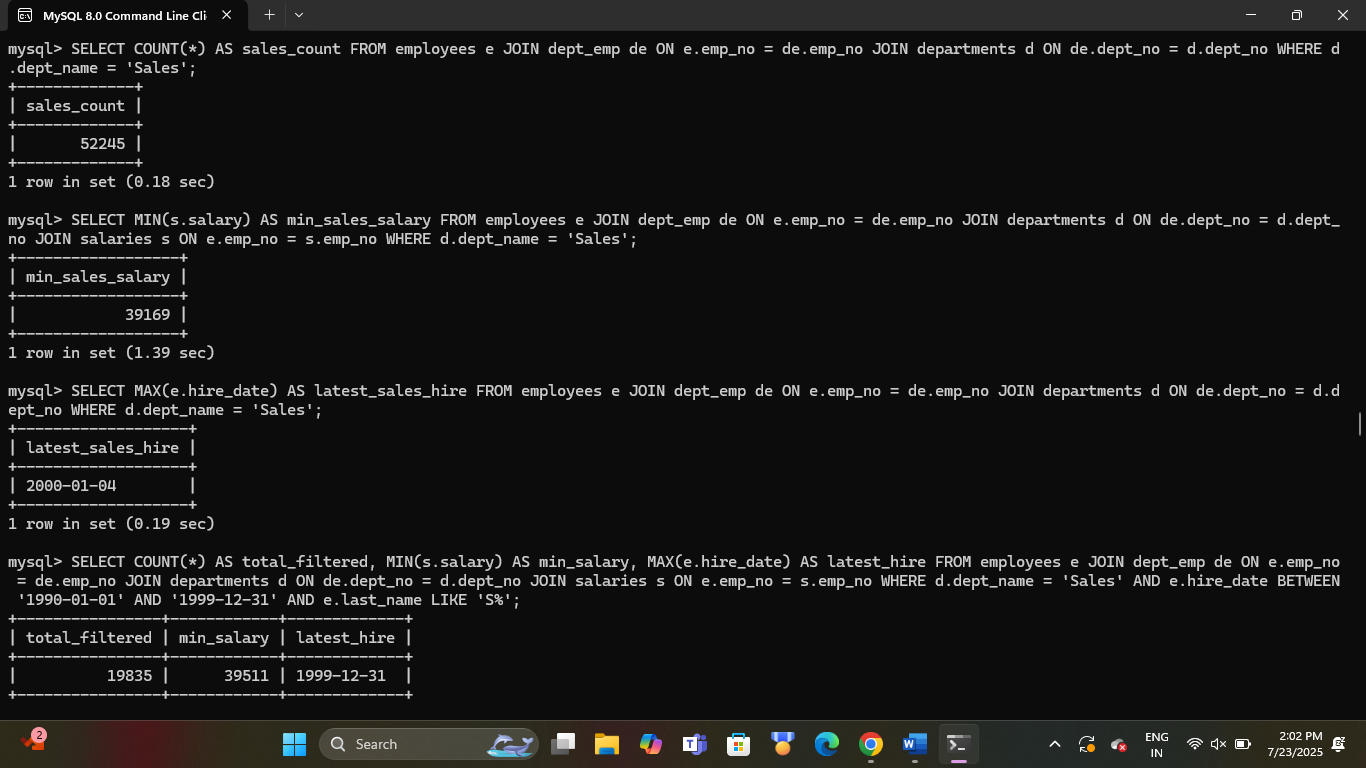 MySQL 8.0 Command Line Cli
mysql> SELECT COUNT(*) AS sales_count FROM employees e JOIN dept_emp de ON e.emp_no = de.emp_no JOIN departments d ON de.dept_no = d.dept_no WHERE d
.dept_name = 'Sales';
+-------------+
| sales_count |
+-------------+
|       52245 |
+-------------+
1 row in set (0.18 sec)
mysql> SELECT MIN(s.salary) AS min_sales_salary FROM employees e JOIN dept_emp de ON e.emp_no = de.emp_no JOIN departments d ON de.dept_no = d.dept_
no JOIN salaries s ON e.emp_no = s.emp_no WHERE d.dept_name = 'Sales';
+------------------+
| min_sales_salary |
+------------------+
|            39169 |
+------------------+
1 row in set (1.39 sec)
mysql> SELECT MAX(e.hire_date) AS latest_sales_hire FROM employees e JOIN dept_emp de ON e.emp_no = de.emp_no JOIN departments d ON de.dept_no = d.d
ept_no WHERE d.dept_name = 'Sales';
+-------------------+
| latest_sales_hire |
+-------------------+
| 2000-01-04        |
+-------------------+
1 row in set (0.19 sec)
mysql> SELECT COUNT(*) AS total_filtered, MIN(s.salary) AS min_salary, MAX(e.hire_date) AS latest_hire FROM employees e JOIN dept_emp de ON e.emp_no
 = de.emp_no JOIN departments d ON de.dept_no = d.dept_no JOIN salaries s ON e.emp_no = s.emp_no WHERE d.dept_name = 'Sales' AND e.hire_date BETWEEN
 '1990-01-01' AND '1999-12-31' AND e.last_name LIKE 'S%';
+----------------+------------+-------------+
| total_filtered | min_salary | latest_hire |
+----------------+------------+-------------+
|          19835 |      39511 | 1999-12-31  |
+----------------+------------+-------------+
2
Search
ENG
IN
2:02 PM
7/23/2025